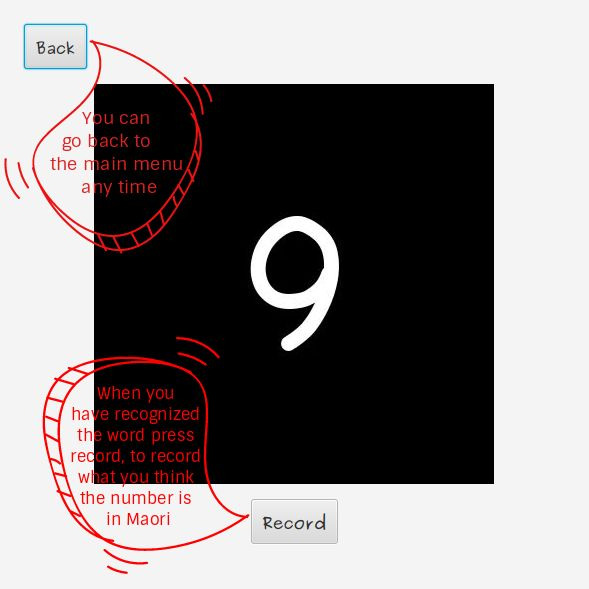 Back
You can
go back to
the main menu
any time
9
When you
have recognized
the word press
record, to record
what you think
the number is
in Maori
Record